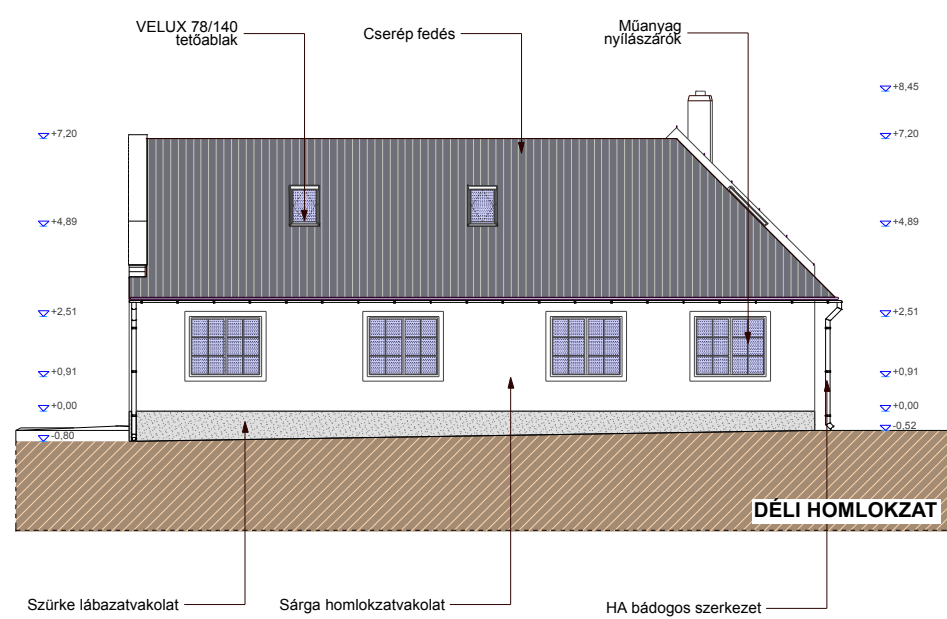 VELUX 78/140
tetőablak
Cserép fedés
Műanyag
nyílászárók
+8,45
+7,20
+7,20
+4,89
+4,89
+2,51
+2,51
+0,91
+0,91
+0,00
+0,00
-0,80
-0,52
DÉLI HOMLOKZAT
Szürke lábazatvakolat
Sárga homlokzatvakolat
HA bádogos szerkezet